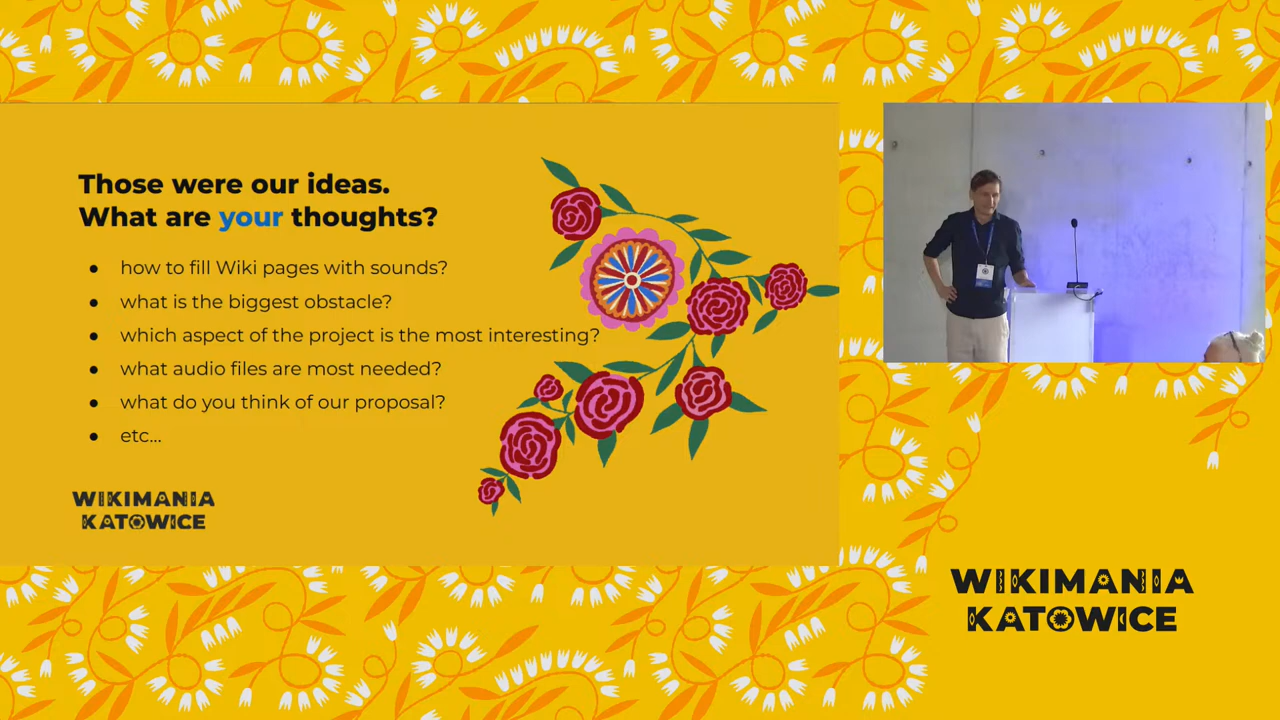 Those were our ideas.
What are your thoughts?
● how to fill Wiki pages with sounds?
● what is the biggest obstacle?
● which aspect of the project is the most interesting?
● what audio files are most needed?
● what do you think of our proposal?
● etc...
WIKIMANIA
KATOWICE
WIKIMANIA
KATOWICE